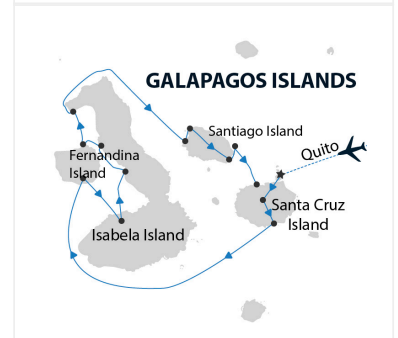 GALAPAGOS ISLANDS
Santiago Island
Quito
Fernandina
Island
Santa Cruz
Island
Isabela Island